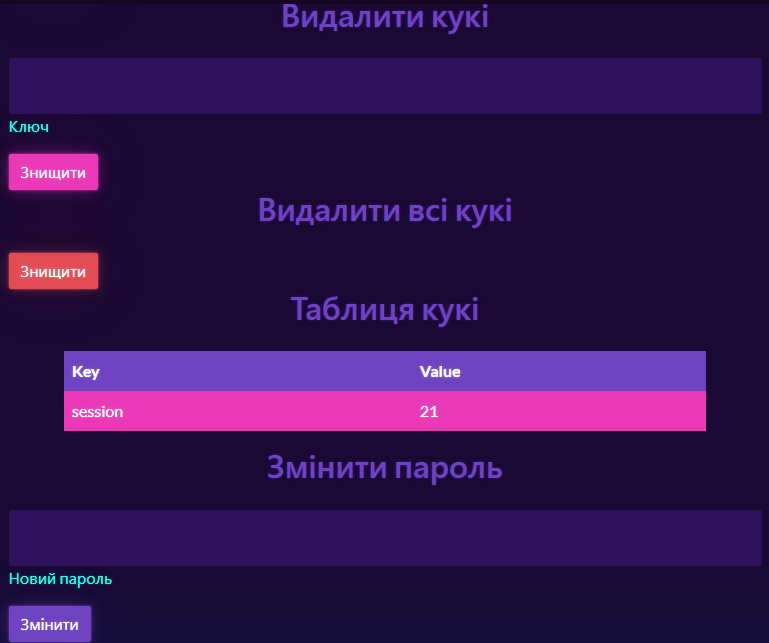 Видалити кукі
Ключ
Знищити
Видалити всі кукі
Знищити
Таблиця кукі
Key Value
session 21
Змінити пароль
Новий пароль
Змінити